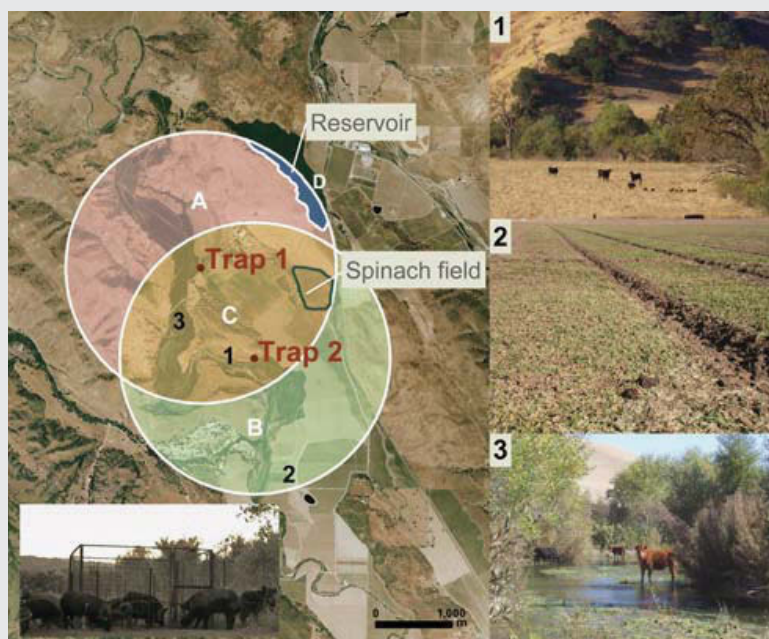 1
Reservoir
D
A
Trap 1
Spinach field
2
3
C
1
Trap 2
B
2
3
0
1,000
m